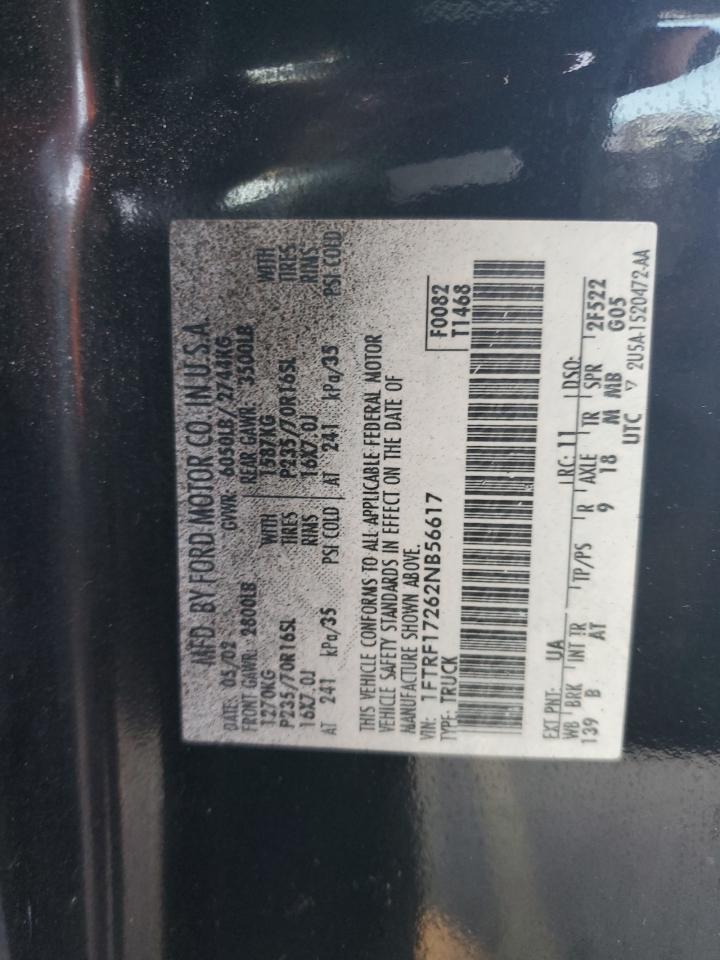 MFD. BY FORD MOTOR CO. IN U.S.A.
DATE: 05/02 GVWR: 6050LB / 2744KG
FRONT GAWR: 2800LB REAR GAWR: 3500LB
1270KG WITH 1587KG WITH
P235/70R16SL TIRES P235/70R16SL TIRES
16X7.0J RIMS 16X7.0J RIMS
AT 241 kPa/35 PSI COLD AT 241 kPa/35 PSI COLD
THIS VEHICLE CONFORMS TO ALL APPLICABLE FEDERAL MOTOR
VEHICLE SAFETY STANDARDS IN EFFECT ON THE DATE OF
MANUFACTURE SHOWN ABOVE.
VIN: 1FTRF17262NB56617 F0082
TYPE: TRUCK T1468
EXT PNT: UA RC: 11 DSO:
WB BRK INT TR TP/PS R AXLE TR SPR 2F522
139 B AT 9 18 M MB G05
UTC ▽ 2U5A-1520472-AA